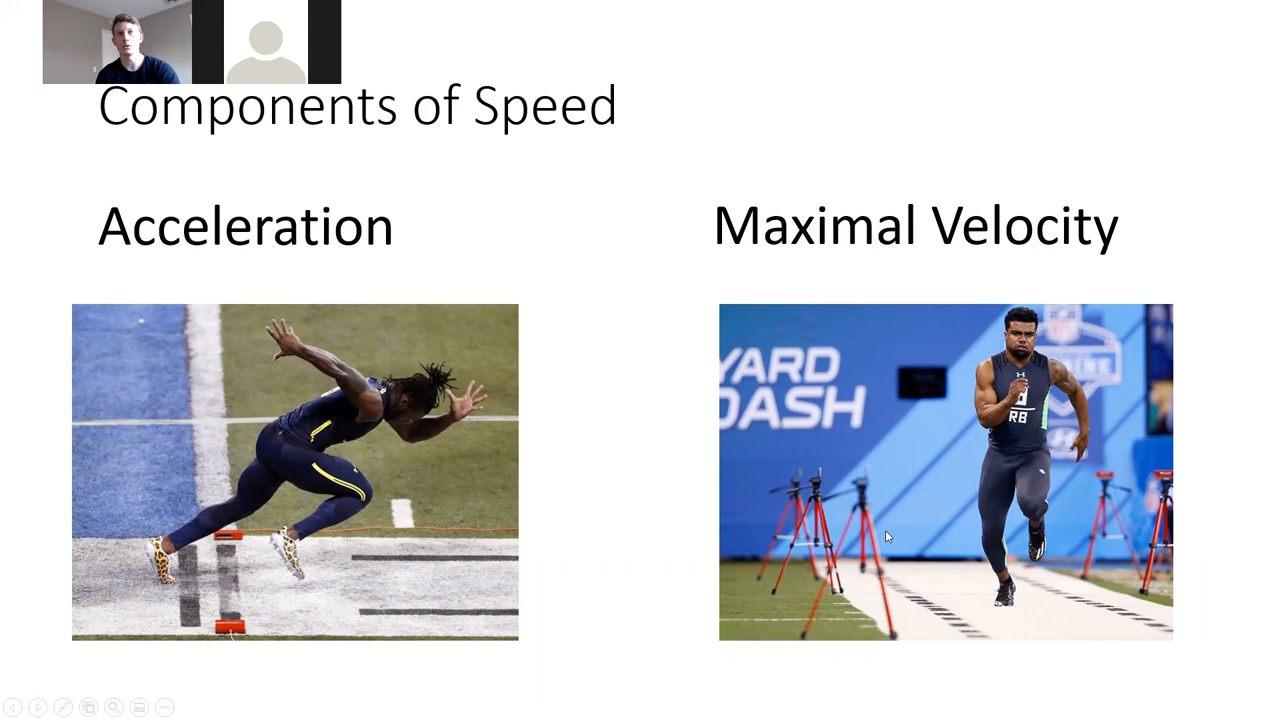 Components of Speed
Acceleration
Maximal Velocity
YARD
DASH
RB